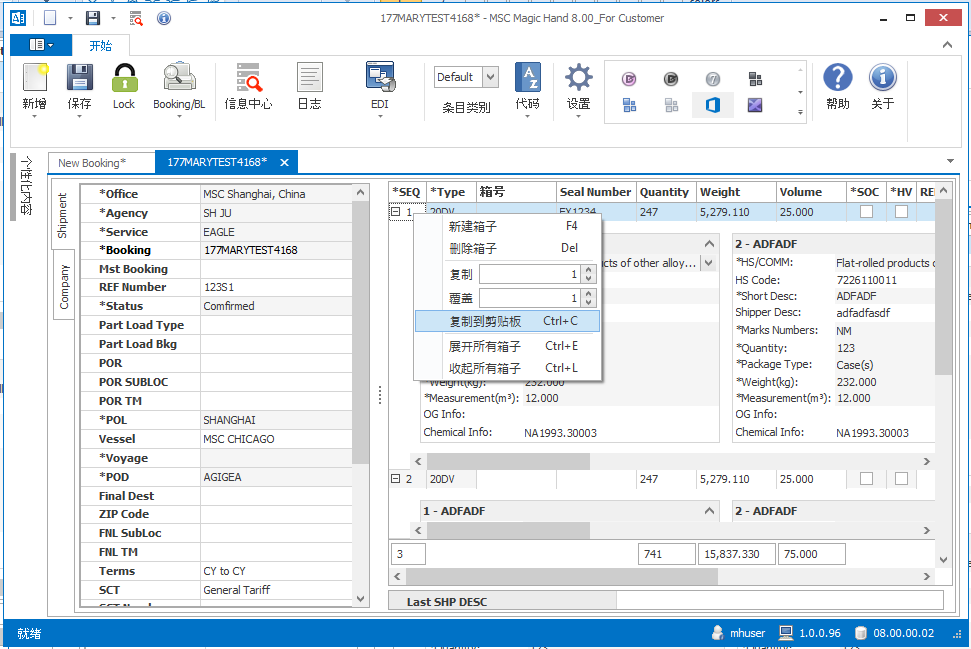 177MARYTEST4168* - MSC Magic Hand 8.00_For Customer
开始
新增
保存
Lock
Booking/BL
信息中心
日志
EDI
Default
条目类别
代码
设置
帮助
关于
个性化内容
New Booking*
177MARYTEST4168*
Shipment
Company
*Office MSC Shanghai, China
*Agency SH JU
*Service EAGLE
*Booking 177MARYTEST4168
Mst Booking
REF Number 123S1
*Status Confirmed
Part Load Type
Part Load Bkg
POR
POR SUBLOC
POR TM
*POL SHANGHAI
Vessel MSC CHICAGO
*Voyage
*POD AGIGEA
Final Dest
ZIP Code
FNL SubLoc
FNL TM
Terms CY to CY
SCT General Tariff
*SEQ *Type 箱号 Seal Number Quantity Weight Volume *SOC *HV
1 20DV FX1234 247 5,279.110 25.000
新建箱子 F4
删除箱子 Del
复制 1
覆盖 1
复制到剪贴板 Ctrl+C
展开所有箱子 Ctrl+E
收起所有箱子 Ctrl+L
cts of other alloy...
*Weight(kg): 232.000
*Measurement(m³): 12.000
OG Info:
Chemical Info: NA1993.30003
2 - ADFADF
*HS/COMM: Flat-rolled products
HS Code: 7226110011
*Short Desc: ADFADF
Shipper Desc: adfadfasdf
*Marks Numbers: NM
*Quantity: 123
*Package Type: Case(s)
*Weight(kg): 232.000
*Measurement(m³): 12.000
OG Info:
Chemical Info: NA1993.30003
2 20DV 247 5,279.110 25.000
1 - ADFADF
2 - ADFADF
3 741 15,837.330 75.000
Last SHP DESC
就绪
mhuser 1.0.0.96 08.00.00.02